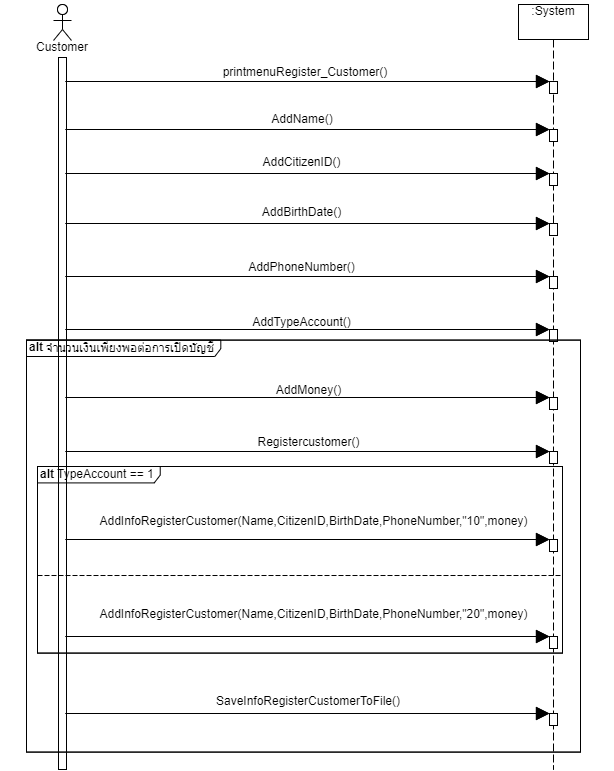 :System
Customer
printmenuRegister_Customer()
AddName()
AddCitizenID()
AddBirthDate()
AddPhoneNumber()
AddTypeAccount()
alt จำนวนเงินเพียงพอต่อการเปิดบัญชี
AddMoney()
Registercustomer()
alt TypeAccount == 1
AddInfoRegisterCustomer(Name,CitizenID,BirthDate,PhoneNumber,"10",money)
AddInfoRegisterCustomer(Name,CitizenID,BirthDate,PhoneNumber,"20",money)
SaveInfoRegisterCustomerToFile()